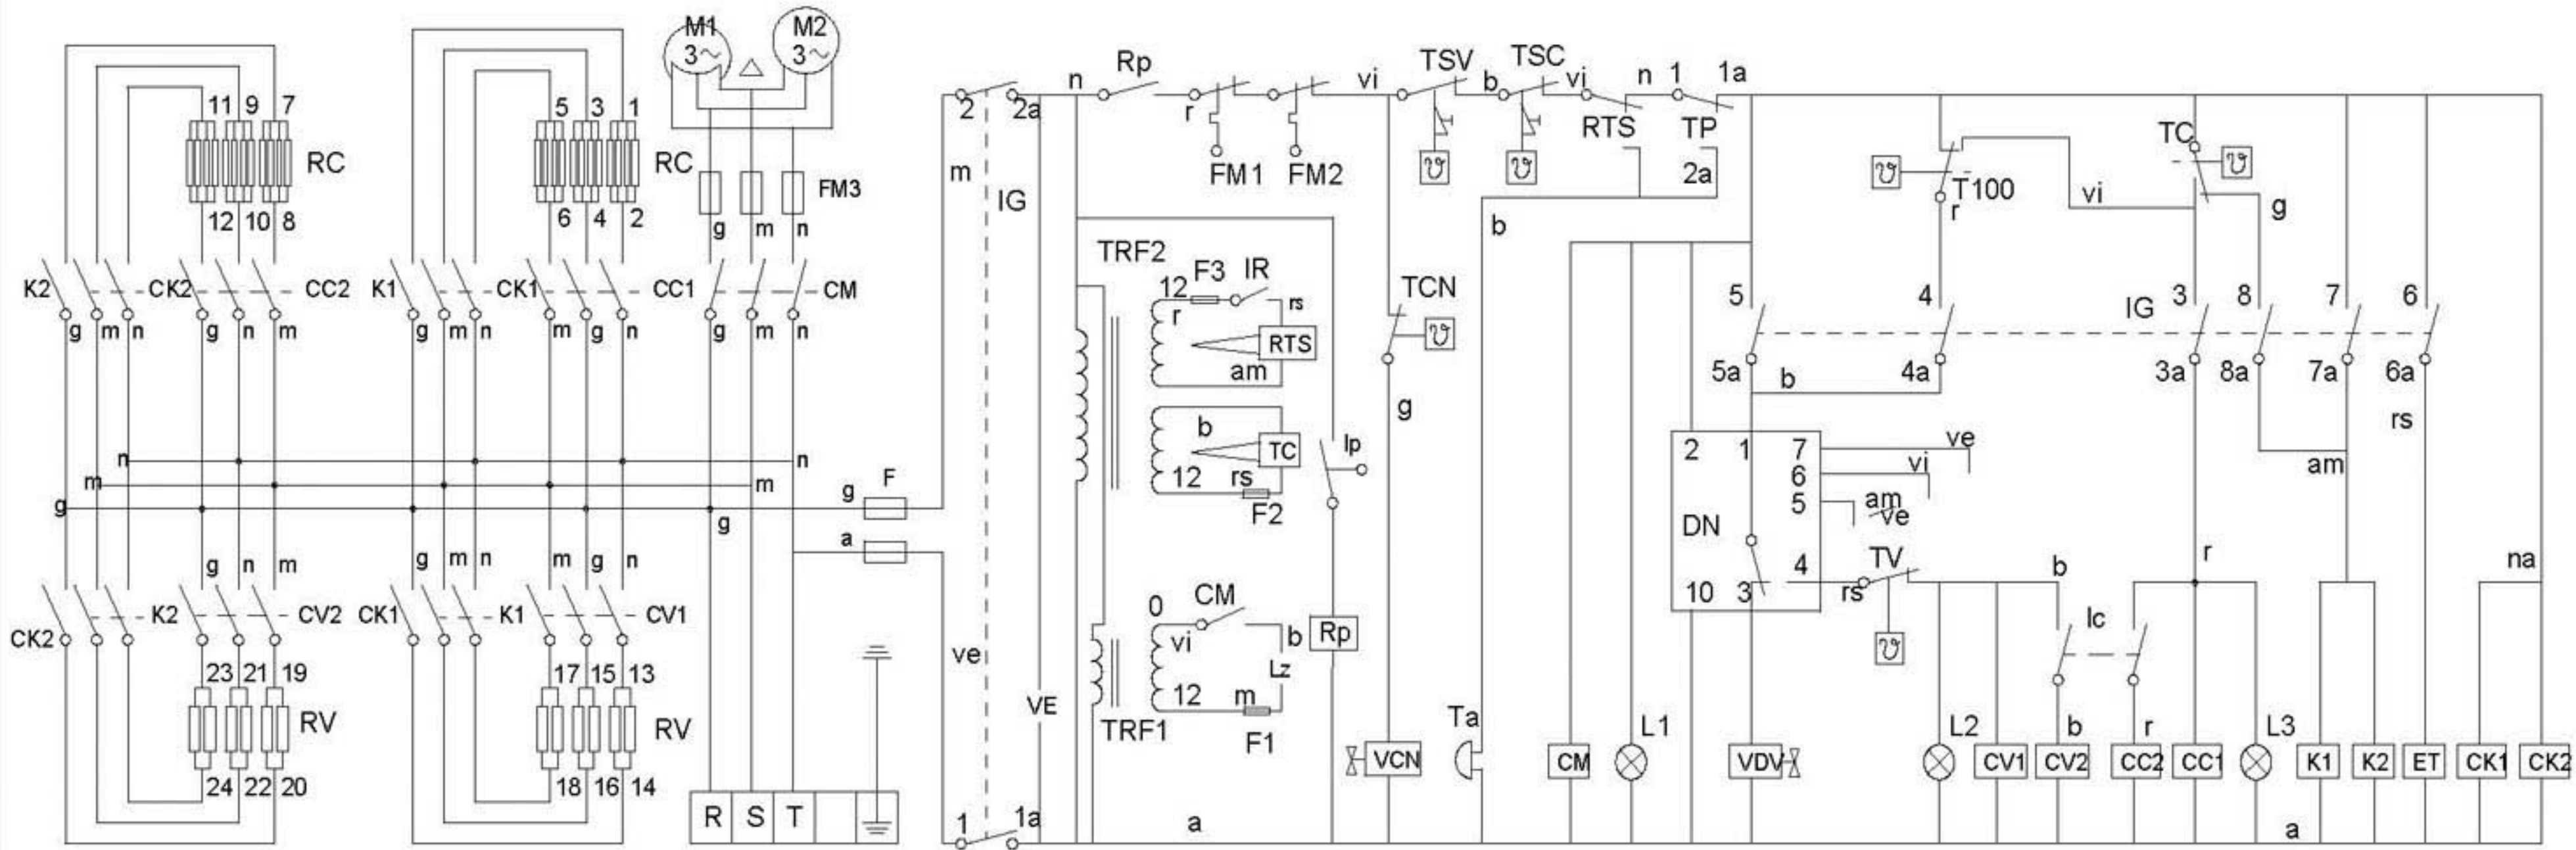 M1 M2
3~ 3~
11 9 7 5 3 1
RC RC FM3
12 10 8 6 4 2 g m n
K2 CK2 CC2 K1 CK1 CC1 CM
g m n g n m g m n m g n g m n
n n
m m
g g
g n m g m n m g n
CK2 K2 CV2 CK1 K1 CV1
23 21 19 17 15 13
RV RV
24 22 20 18 16 14
R S T
g F
a
m
ve
2 2a
IG
VE
1 1a
n Rp r vi TSV b TSC vi n 1 1a
FM1 FM2 RTS TP
ϑ ϑ 2a
b
TRF2
12 F3 IR rs
r
RTS
am
b
TC
12 rs
F2
Ip
0 CM
vi b
Lz
12 m
TRF1 F1
Rp
TCN
ϑ
g
VCN
Ta
a
ϑ T100
r
vi
TC
ϑ
g
5 4 IG 3 8 7 6
5a b 4a 3a 8a 7a 6a
rs
am
2 1 7 ve
6 vi
5 am
ve
DN
4 TV
10 3 rs
ϑ
b r na
Ic
L1 L2 b r L3
CM VDV CV1 CV2 CC2 CC1 K1 K2 ET CK1 CK2
a